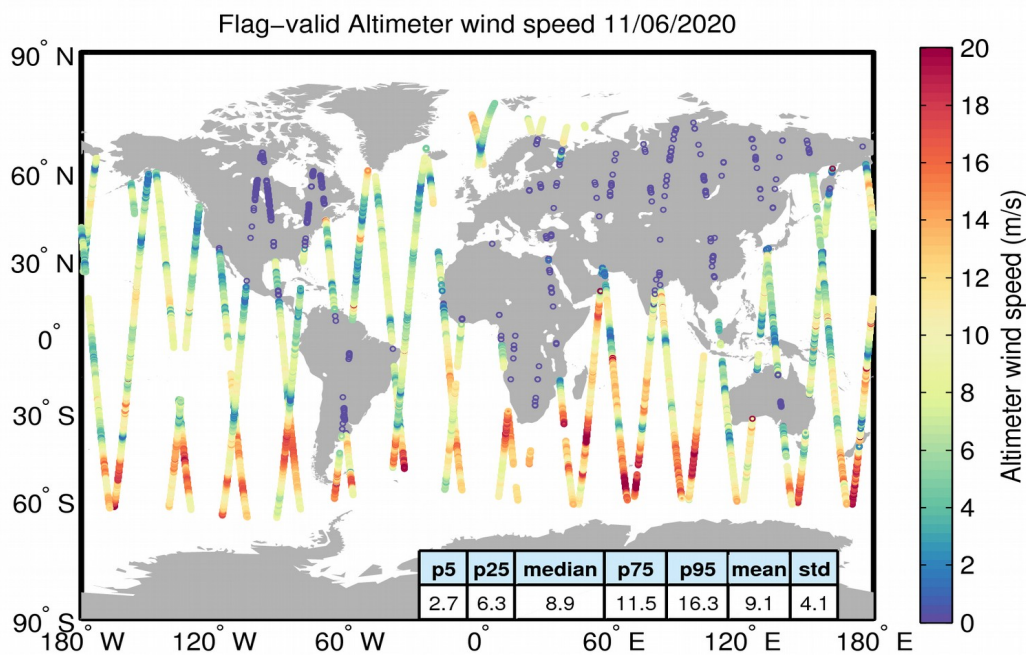 Flag−valid Altimeter wind speed 11/06/2020
90° N
60° N
30° N
0°
30° S
60° S
90° S
180° W
120° W
60° W
0°
60° E
120° E
180° E
p5 p25 median p75 p95 mean std
2.7 6.3 8.9 11.5 16.3 9.1 4.1
20
18
16
14
12
10
8
6
4
2
0
Altimeter wind speed (m/s)